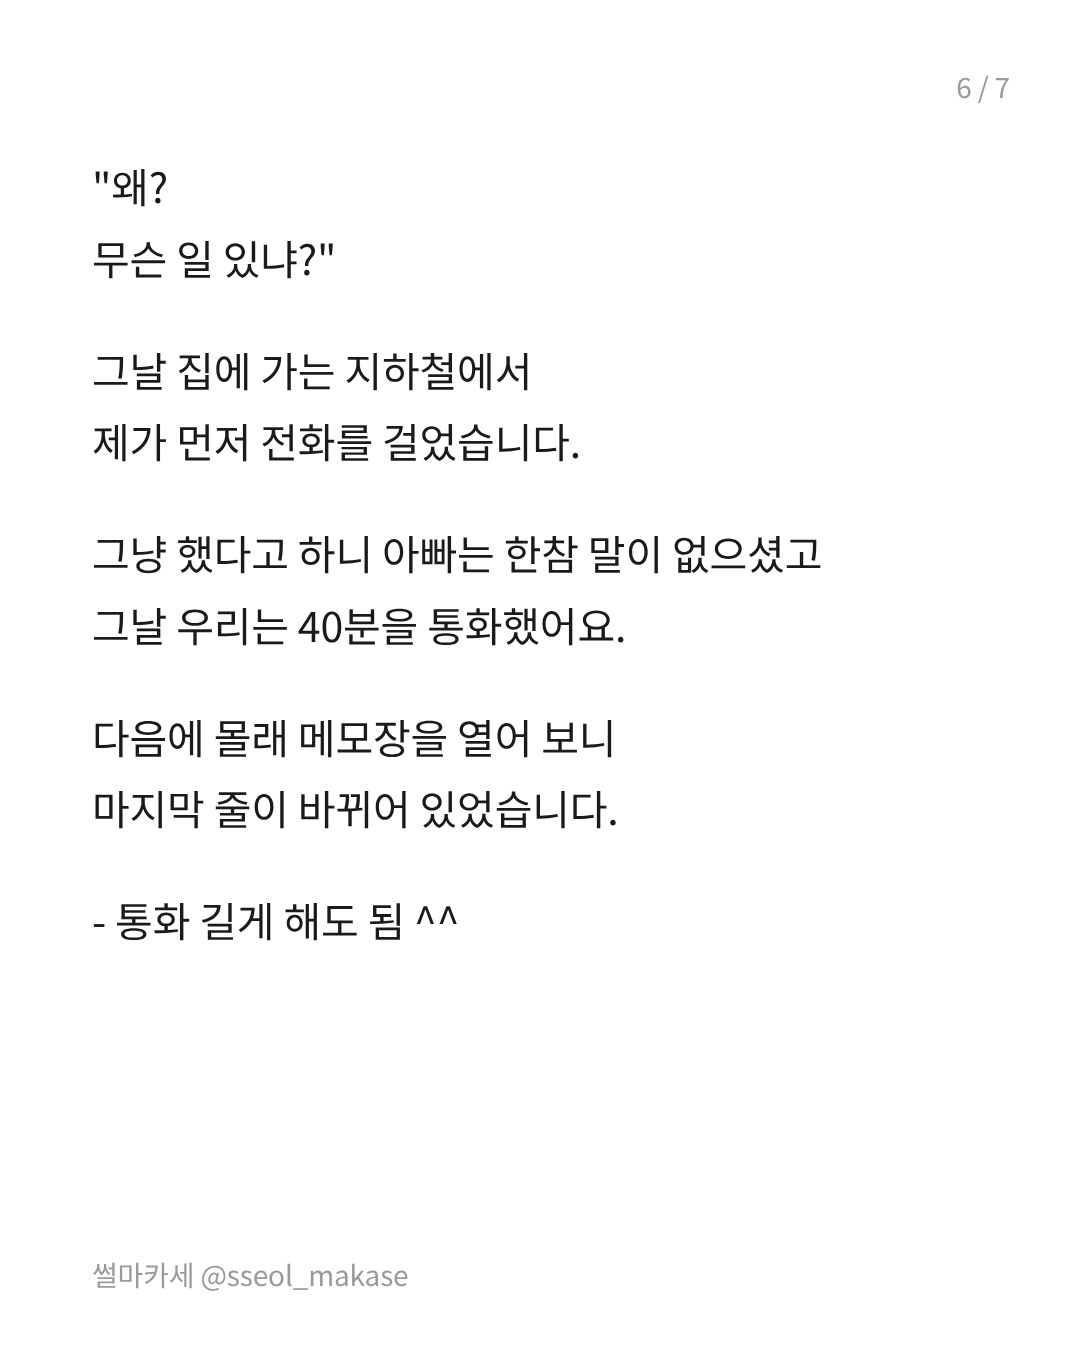 6 / 7
"왜?
무슨 일 있냐?"
그날 집에 가는 지하철에서
제가 먼저 전화를 걸었습니다.
그냥 했다고 하니 아빠는 한참 말이 없으셨고
그날 우리는 40분을 통화했어요.
다음에 몰래 메모장을 열어 보니
마지막 줄이 바뀌어 있었습니다.
- 통화 길게 해도 됨 ^^
썰마카세 @sseol_makase